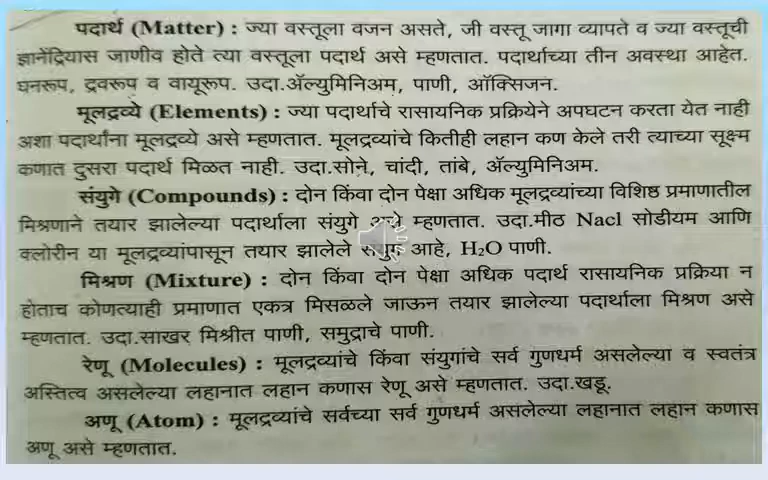 पदार्थ (Matter) : ज्या वस्तूला वजन असते, जी वस्तू जागा व्यापते व ज्या वस्तूची
ज्ञानेंद्रियास जाणीव होते त्या वस्तूला पदार्थ असे म्हणतात. पदार्थाच्या तीन अवस्था आहेत.
घनरूप, द्रवरूप व वायूरूप. उदा.ॲल्युमिनिअम, पाणी, ऑक्सिजन.
मूलद्रव्ये (Elements) : ज्या पदार्थाचे रासायनिक प्रक्रियेने अपघटन करता येत नाही
अशा पदार्थांना मूलद्रव्ये असे म्हणतात. मूलद्रव्यांचे कितीही लहान कण केले तरी त्याच्या सूक्ष्म
कणात दुसरा पदार्थ मिळत नाही. उदा.सोने, चांदी, तांबे, ॲल्युमिनिअम.
संयुगे (Compounds) : दोन किंवा दोन पेक्षा अधिक मूलद्रव्यांच्या विशिष्ठ प्रमाणातील
मिश्रणाने तयार झालेल्या पदार्थाला संयुगे असे म्हणतात. उदा.मीठ Nacl सोडीयम आणि
क्लोरीन या मूलद्रव्यांपासून तयार झालेले संयुग आहे, H₂O पाणी.
मिश्रण (Mixture) : दोन किंवा दोन पेक्षा अधिक पदार्थ रासायनिक प्रक्रिया न
होताच कोणत्याही प्रमाणात एकत्र मिसळले जाऊन तयार झालेल्या पदार्थाला मिश्रण असे
म्हणतात. उदा.साखर मिश्रीत पाणी, समुद्राचे पाणी.
रेणू (Molecules) : मूलद्रव्यांचे किंवा संयुगांचे सर्व गुणधर्म असलेल्या व स्वतंत्र
अस्तित्व असलेल्या लहानात लहान कणास रेणू असे म्हणतात. उदा.खडू.
अणू (Atom) : मूलद्रव्यांचे सर्वच्या सर्व गुणधर्म असलेल्या लहानात लहान कणास
अणू असे म्हणतात.